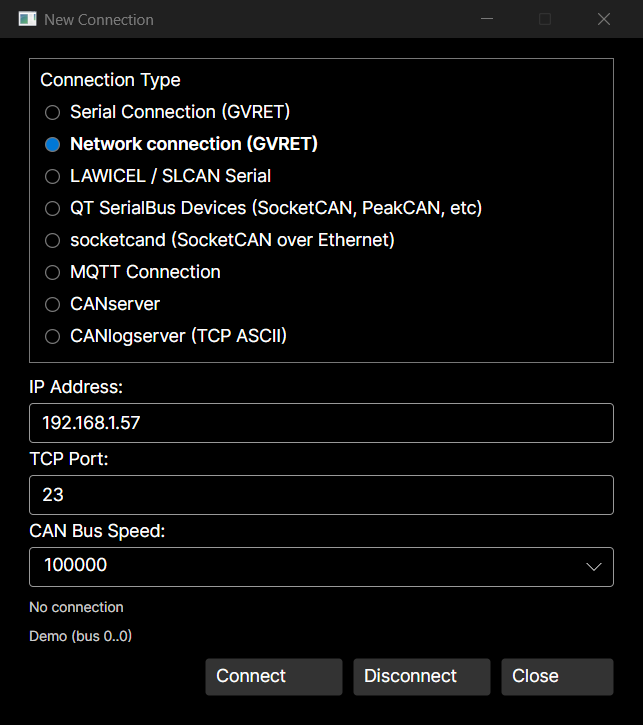 New Connection
Connection Type
Serial Connection (GVRET)
Network connection (GVRET)
LAWICEL / SLCAN Serial
QT SerialBus Devices (SocketCAN, PeakCAN, etc)
socketcand (SocketCAN over Ethernet)
MQTT Connection
CANserver
CANlogserver (TCP ASCII)
IP Address:
192.168.1.57
TCP Port:
23
CAN Bus Speed:
100000
No connection
Demo (bus 0..0)
Connect Disconnect Close